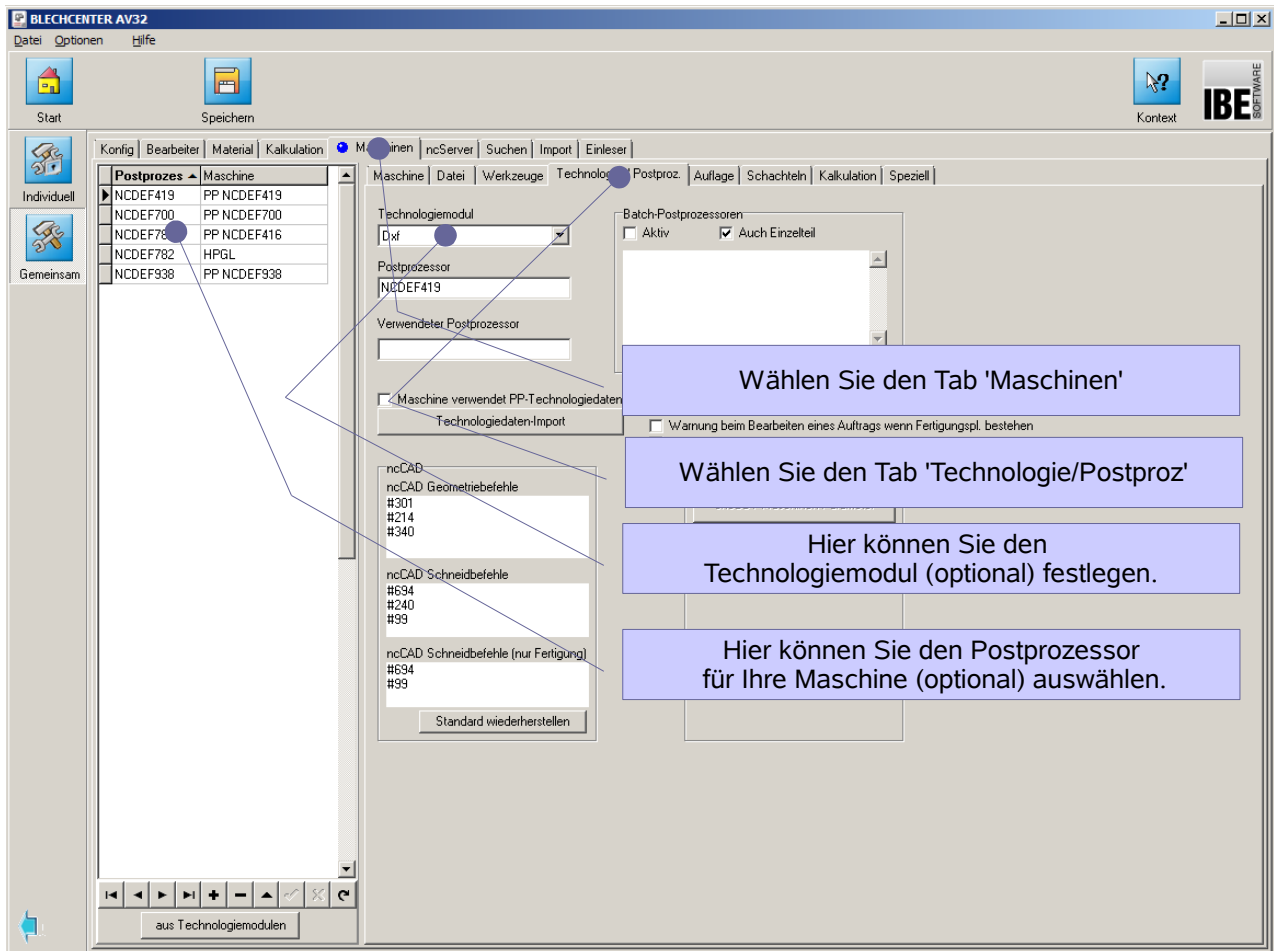 BLECHCENTER AV32
Datei Optionen Hilfe
Start
Speichern
Kontext
IBE
SOFTWARE
Individuell
Gemeinsam
Konfig Bearbeiter Material Kalkulation ncServer Suchen Import Einleser
Postprozes Maschine
NCDEF419 PP NCDEF419
NCDEF700 PP NCDEF700
PP NCDEF416
NCDEF782 HPGL
NCDEF938 PP NCDEF938
aus Technologiemodulen
Maschine Datei Werkzeuge Postproz. Auflage Schachteln Kalkulation Speziell
Technologiemodul
Dxf
Postprozessor
NCDEF419
Verwendeter Postprozessor
Maschine verwendet PP-Technologiedaten
Technologiedaten-Import
Batch-Postprozessoren
Aktiv Auch Einzelteil
Warnung beim Bearbeiten eines Auftrags wenn Fertigungspl. bestehen
ncCAD
ncCAD Geometriebefehle
#301
#214
#340
ncCAD Schneidbefehle
#694
#240
#99
ncCAD Schneidbefehle (nur Fertigung)
#694
#99
Standard wiederherstellen
Wählen Sie den Tab 'Maschinen'
Wählen Sie den Tab 'Technologie/Postproz'
Hier können Sie den
Technologiemodul (optional) festlegen.
Hier können Sie den Postprozessor
für Ihre Maschine (optional) auswählen.